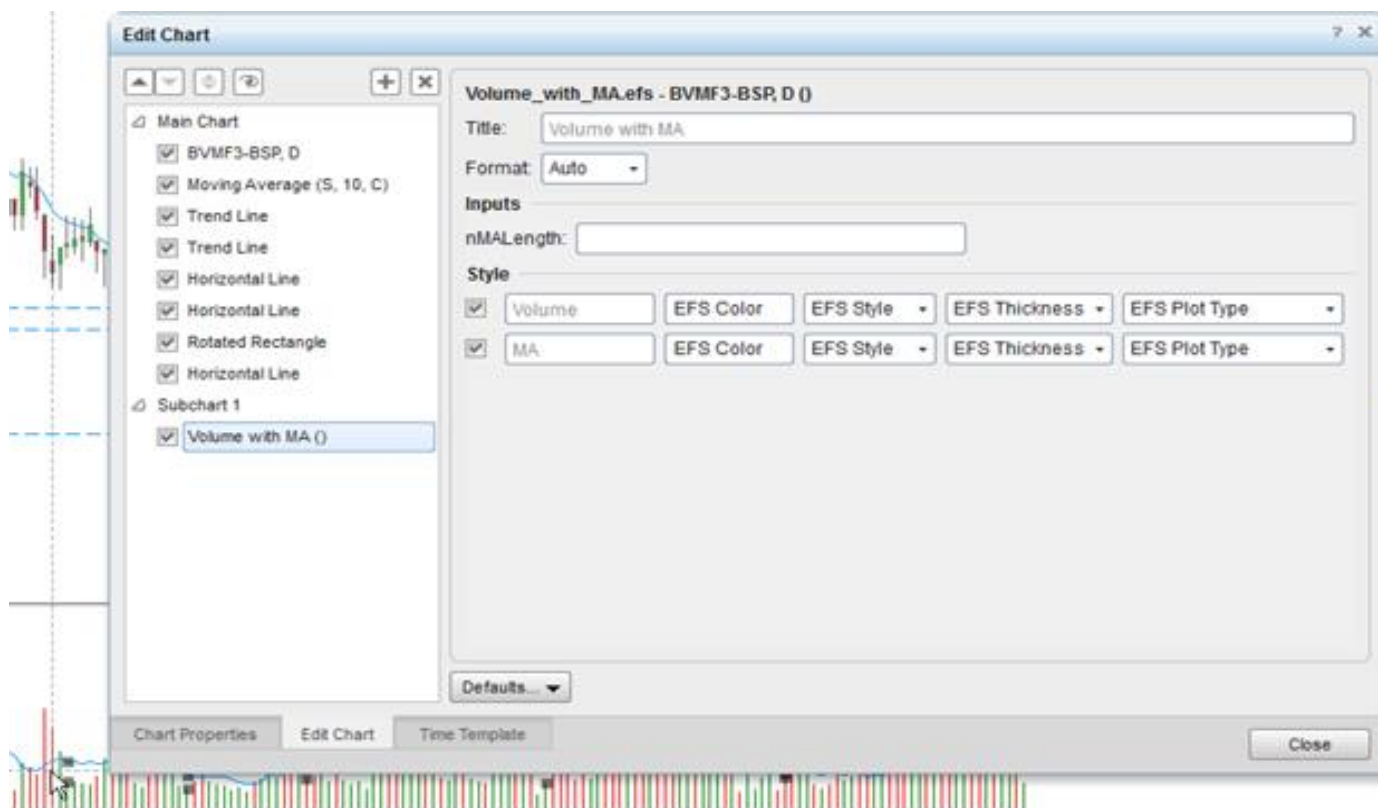 Edit Chart
Main Chart
BVMF3-BSP, D
Moving Average (S, 10, C)
Trend Line
Trend Line
Horizontal Line
Horizontal Line
Rotated Rectangle
Horizontal Line
Subchart 1
Volume with MA ()
Volume_with_MA.efs - BVMF3-BSP, D ()
Title: Volume with MA
Format: Auto
Inputs
nMALength:
Style
Volume EFS Color EFS Style EFS Thickness EFS Plot Type
MA EFS Color EFS Style EFS Thickness EFS Plot Type
Defaults...
Chart Properties Edit Chart Time Template
Close